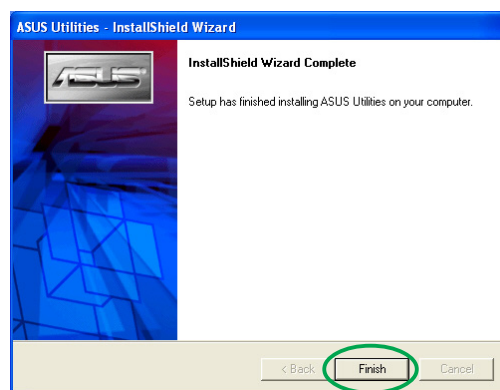 ASUS Utilities - InstallShield Wizard
ASUS
InstallShield Wizard Complete
Setup has finished installing ASUS Utilities on your computer.
< Back
Finish
Cancel